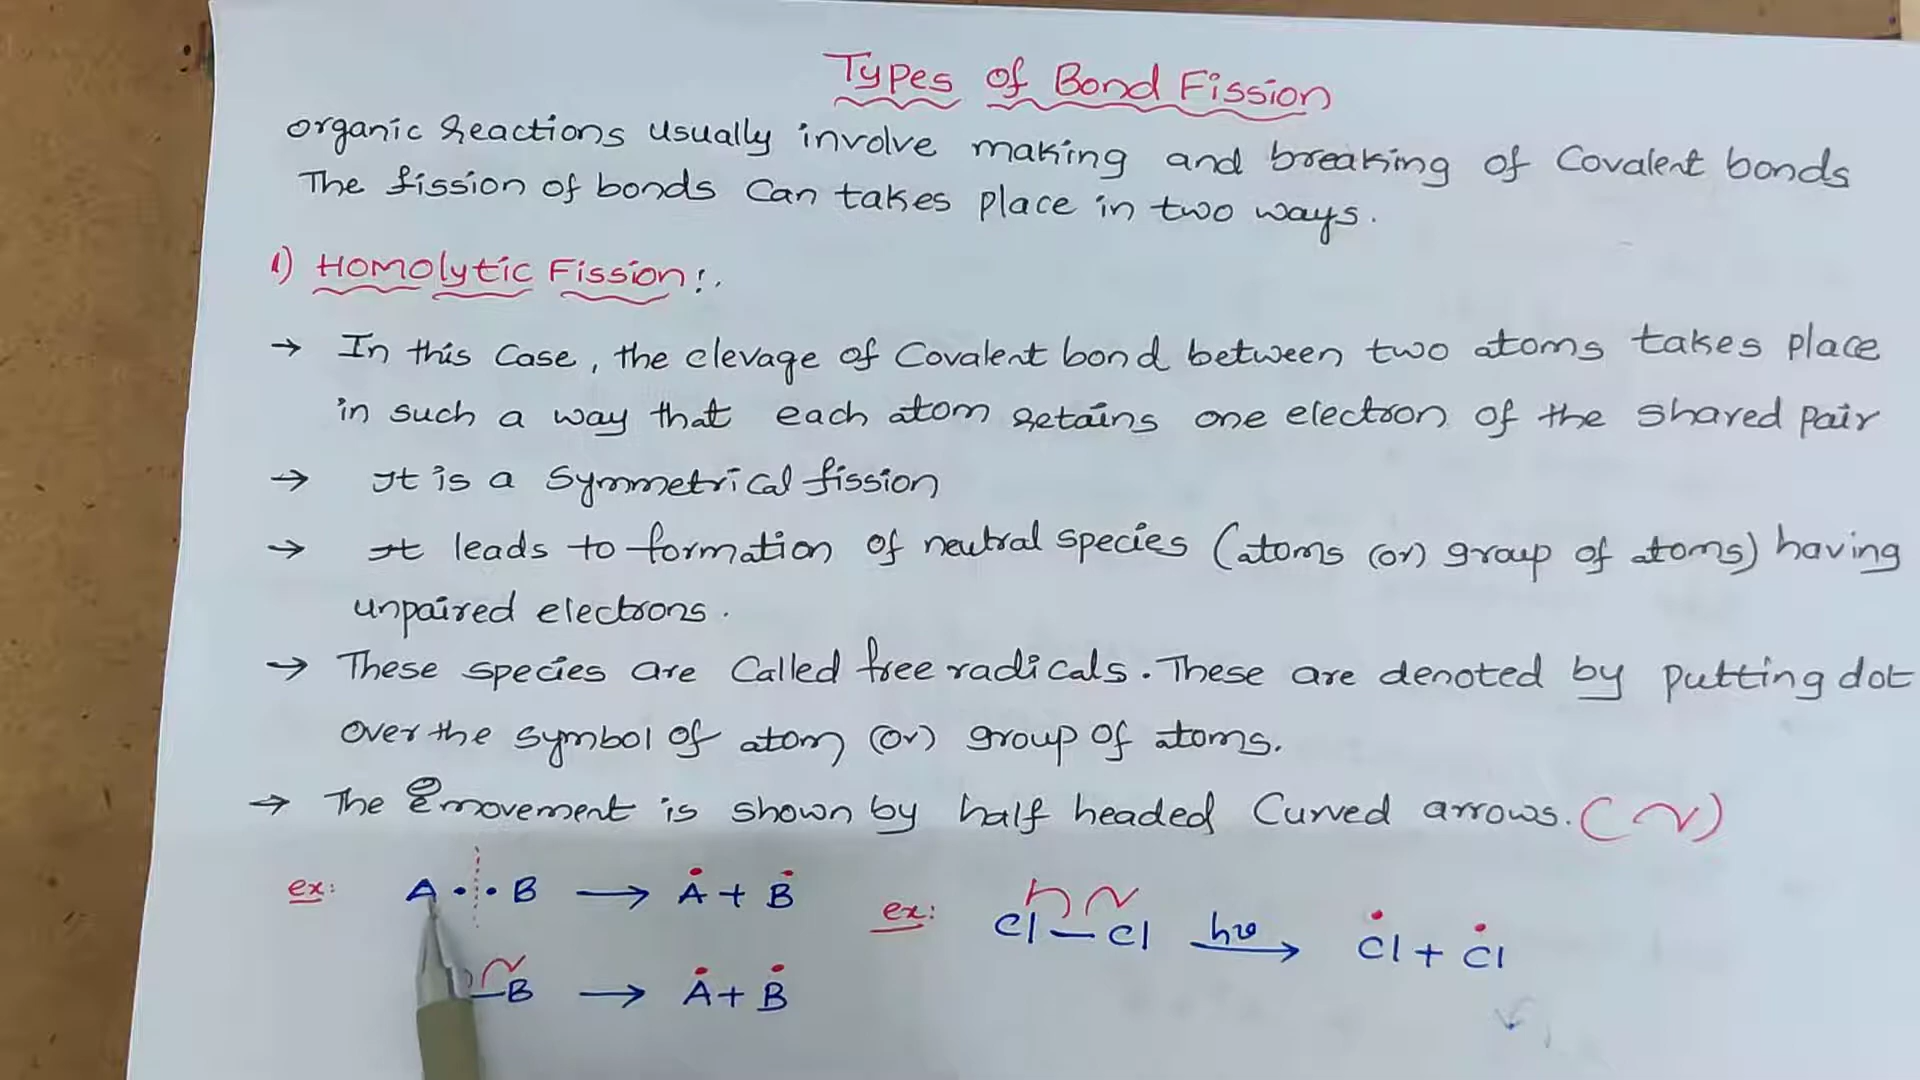 Types of Bond Fission
organic reactions usually involve making and breaking of Covalent bonds
The fission of bonds Can takes place in two ways.
1) Homolytic Fission:.
→ In this Case, the clevage of Covalent bond between two atoms takes place
in such a way that each atom retains one electron of the shared pair
→ It is a Symmetrical fission
→ It leads to formation of neutral species (atoms (or) group of atoms) having
unpaired electrons.
→ These species are Called free radicals. These are denoted by putting dot
over the symbol of atom (or) group of atoms.
→ The e⊖ movement is shown by half headed Curved arrows. ( )
ex: A · · B → Ȧ + Ḃ
B → Ȧ + Ḃ
ex: Cl — Cl hν → Ċl + Ċl